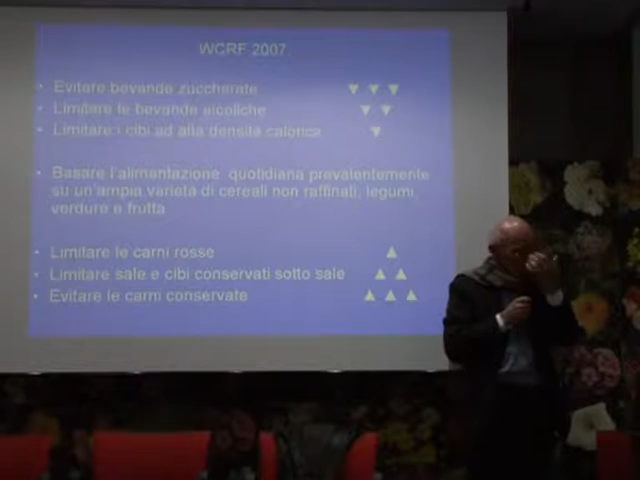 WCRF 2007
• Evitare bevande zuccherate ▼ ▼ ▼
• Limitare le bevande alcoliche ▼ ▼
• Limitare i cibi ad alta densità calorica ▼
• Basare l'alimentazione quotidiana prevalentemente
su un'ampia varietà di cereali non raffinati, legumi,
verdure e frutta
• Limitare le carni rosse ▲
• Limitare sale e cibi conservati sotto sale ▲ ▲
• Evitare le carni conservate ▲ ▲ ▲